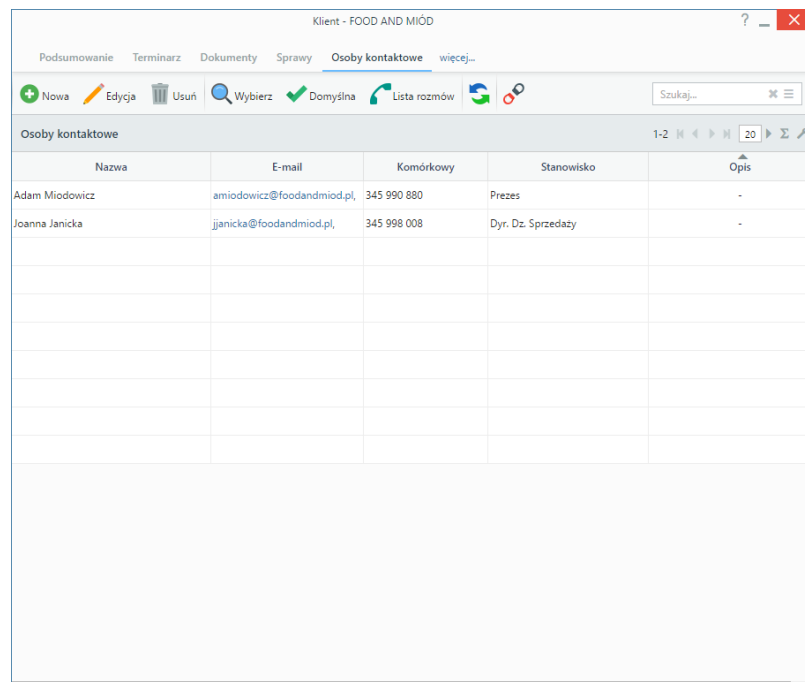 Klient - FOOD AND MIÓD ?
Podsumowanie Terminarz Dokumenty Sprawy Osoby kontaktowe więcej...
Nowa Edycja Usuń Wybierz Domyślna Lista rozmów Szukaj...
Osoby kontaktowe 1-2 20 Σ
Nazwa E-mail Komórkowy Stanowisko Opis
Adam Miodowicz amiodowicz@foodandmiod.pl, 345 990 880 Prezes -
Joanna Janicka jjanicka@foodandmiod.pl, 345 998 008 Dyr. Dz. Sprzedaży -